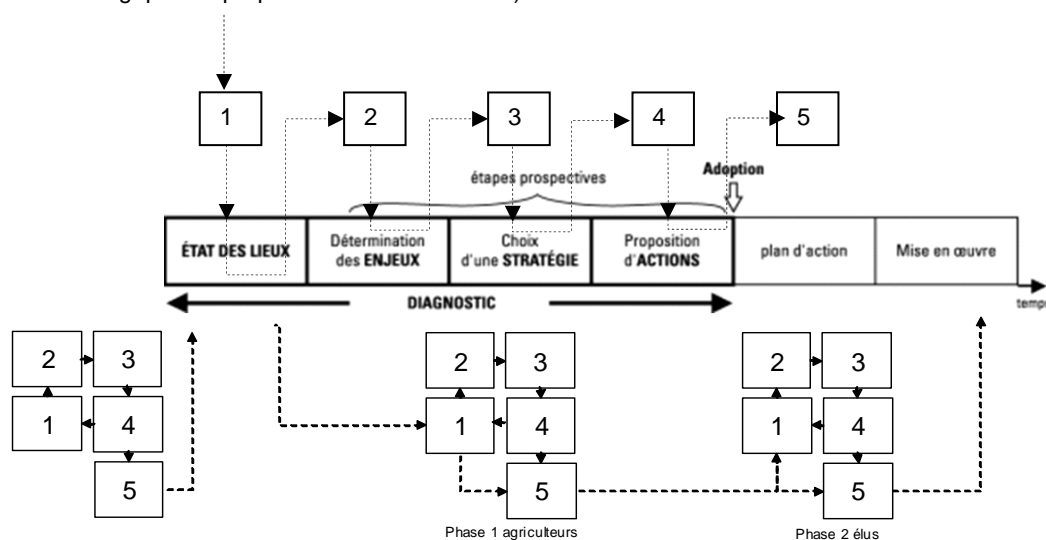 1
2
3
4
5
Adoption
étapes prospectives
ÉTAT DES LIEUX
Détermination
des ENJEUX
Choix
d'une STRATÉGIE
Proposition
d'ACTIONS
plan d'action
Mise en œuvre
DIAGNOSTIC
2
3
1
4
5
2
3
1
4
5
Phase 1 agriculteurs
2
3
1
4
5
Phase 2 élus